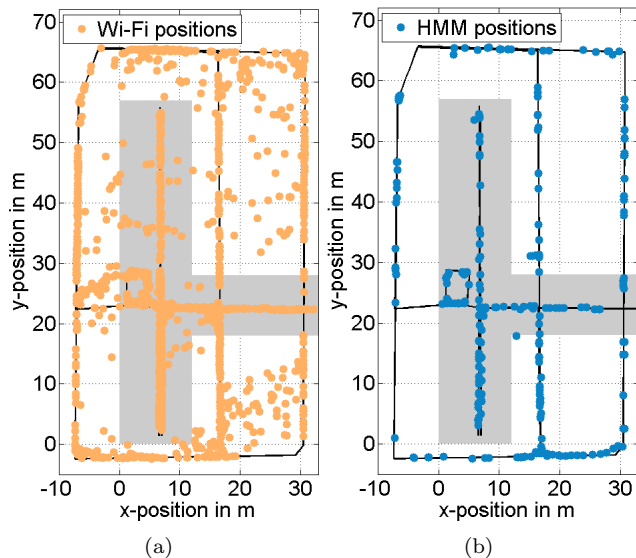 Wi-Fi positions
70
60
50
40
30
20
10
0
y-position in m
-10 0 10 20 30
x-position in m
(a)
HMM positions
70
60
50
40
30
20
10
0
y-position in m
-10 0 10 20 30
x-position in m
(b)